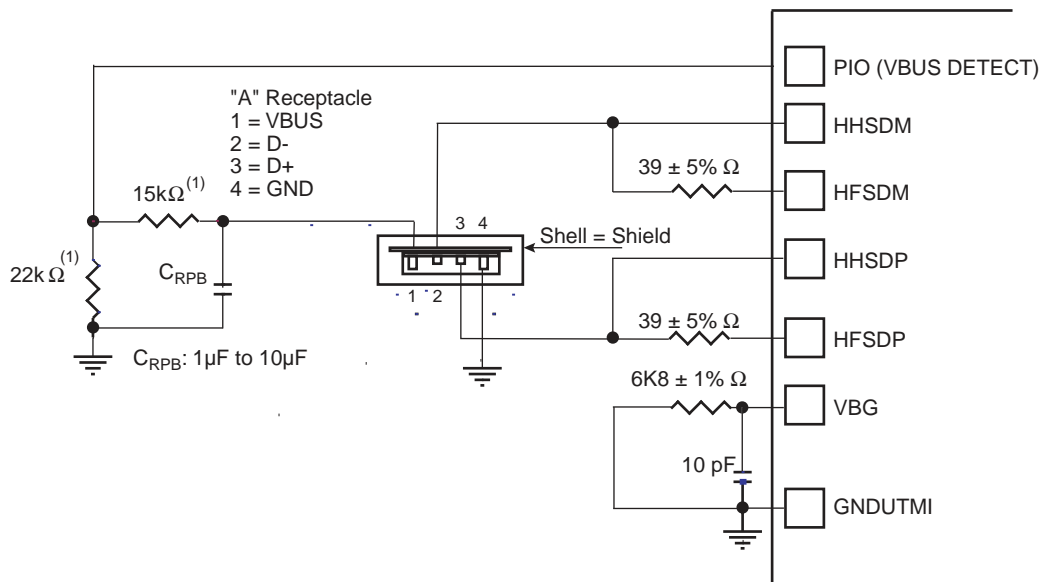 PIO (VBUS DETECT)
"A" Receptacle
1 = VBUS
2 = D-
3 = D+
4 = GND
HHSDM
39 ± 5% Ω
HFSDM
15kΩ(1)
3 4
Shell = Shield
HHSDP
22kΩ(1)
CRPB
1 2
39 ± 5% Ω
HFSDP
CRPB: 1µF to 10µF
6K8 ± 1% Ω
VBG
10 pF
GNDUTMI